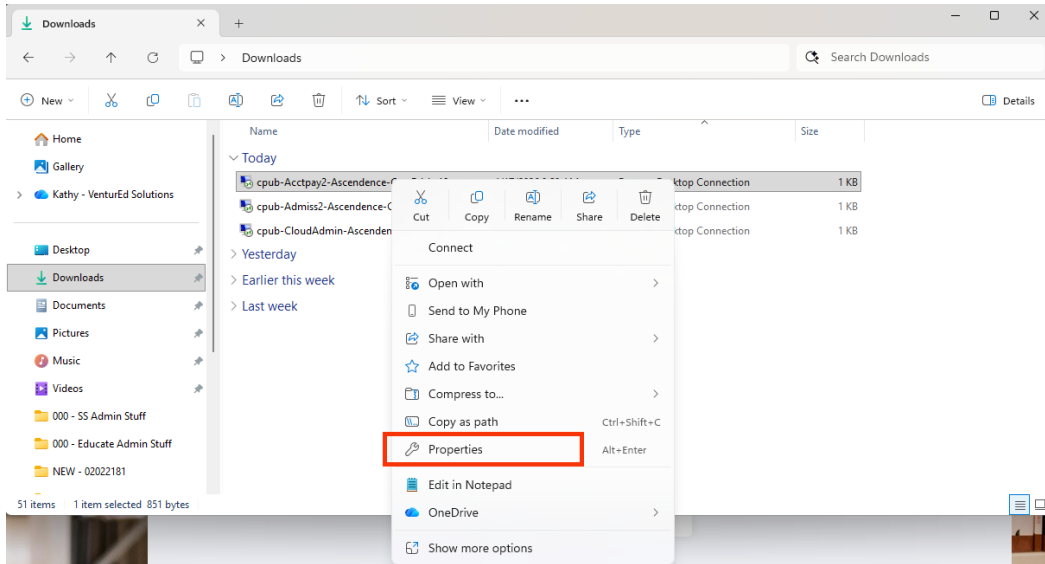 Downloads
Downloads
Search Downloads
New
Sort
View
Details
Home
Gallery
Kathy - VenturEd Solutions
Desktop
Downloads
Documents
Pictures
Music
Videos
000 - SS Admin Stuff
000 - Educate Admin Stuff
NEW - 02022181
Name Date modified Type Size
Today
cpub-Acctpay2-Ascendence- ktop Connection 1 KB
cpub-Admiss2-Ascendence-C ktop Connection 1 KB
cpub-CloudAdmin-Ascenden ktop Connection 1 KB
Yesterday
Earlier this week
Last week
Cut Copy Rename Share Delete
Connect
Open with
Send to My Phone
Share with
Add to Favorites
Compress to...
Copy as path Ctrl+Shift+C
Properties Alt+Enter
Edit in Notepad
OneDrive
Show more options
51 items 1 item selected 851 bytes